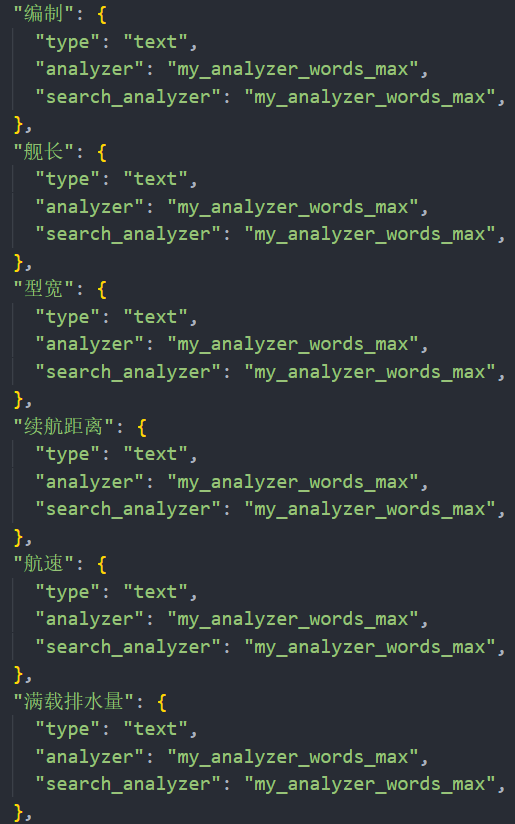 "编制": {
"type": "text",
"analyzer": "my_analyzer_words_max",
"search_analyzer": "my_analyzer_words_max",
},
"舰长": {
"type": "text",
"analyzer": "my_analyzer_words_max",
"search_analyzer": "my_analyzer_words_max",
},
"型宽": {
"type": "text",
"analyzer": "my_analyzer_words_max",
"search_analyzer": "my_analyzer_words_max",
},
"续航距离": {
"type": "text",
"analyzer": "my_analyzer_words_max",
"search_analyzer": "my_analyzer_words_max",
},
"航速": {
"type": "text",
"analyzer": "my_analyzer_words_max",
"search_analyzer": "my_analyzer_words_max",
},
"满载排水量": {
"type": "text",
"analyzer": "my_analyzer_words_max",
"search_analyzer": "my_analyzer_words_max",
},